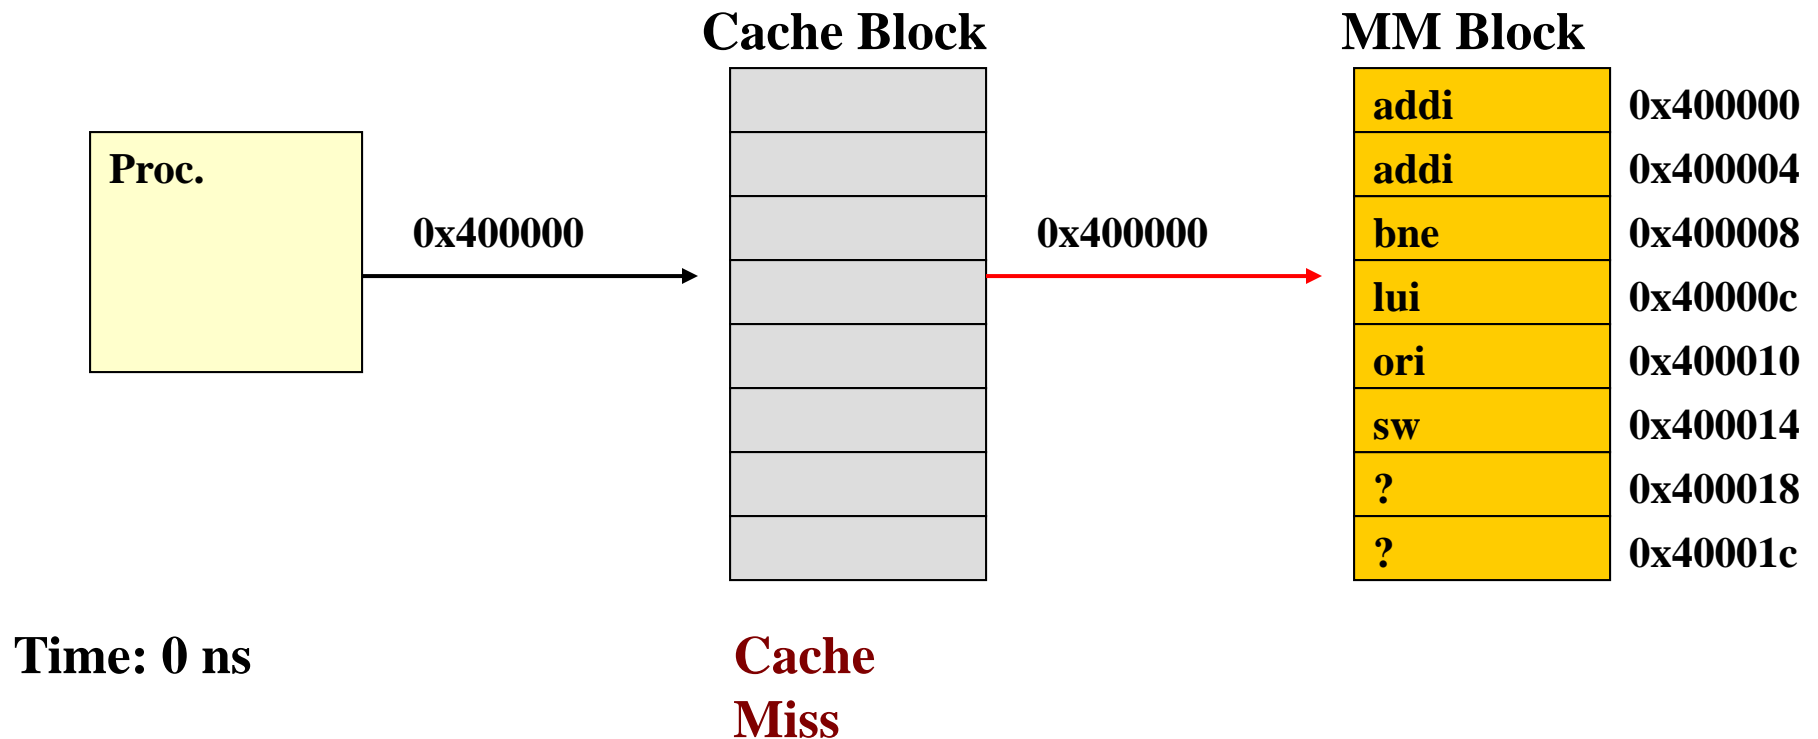 Cache Block
MM Block
Proc.
0x400000
0x400000
addi 0x400000
addi 0x400004
bne 0x400008
lui 0x40000c
ori 0x400010
sw 0x400014
? 0x400018
? 0x40001c
Time: 0 ns
Cache
Miss